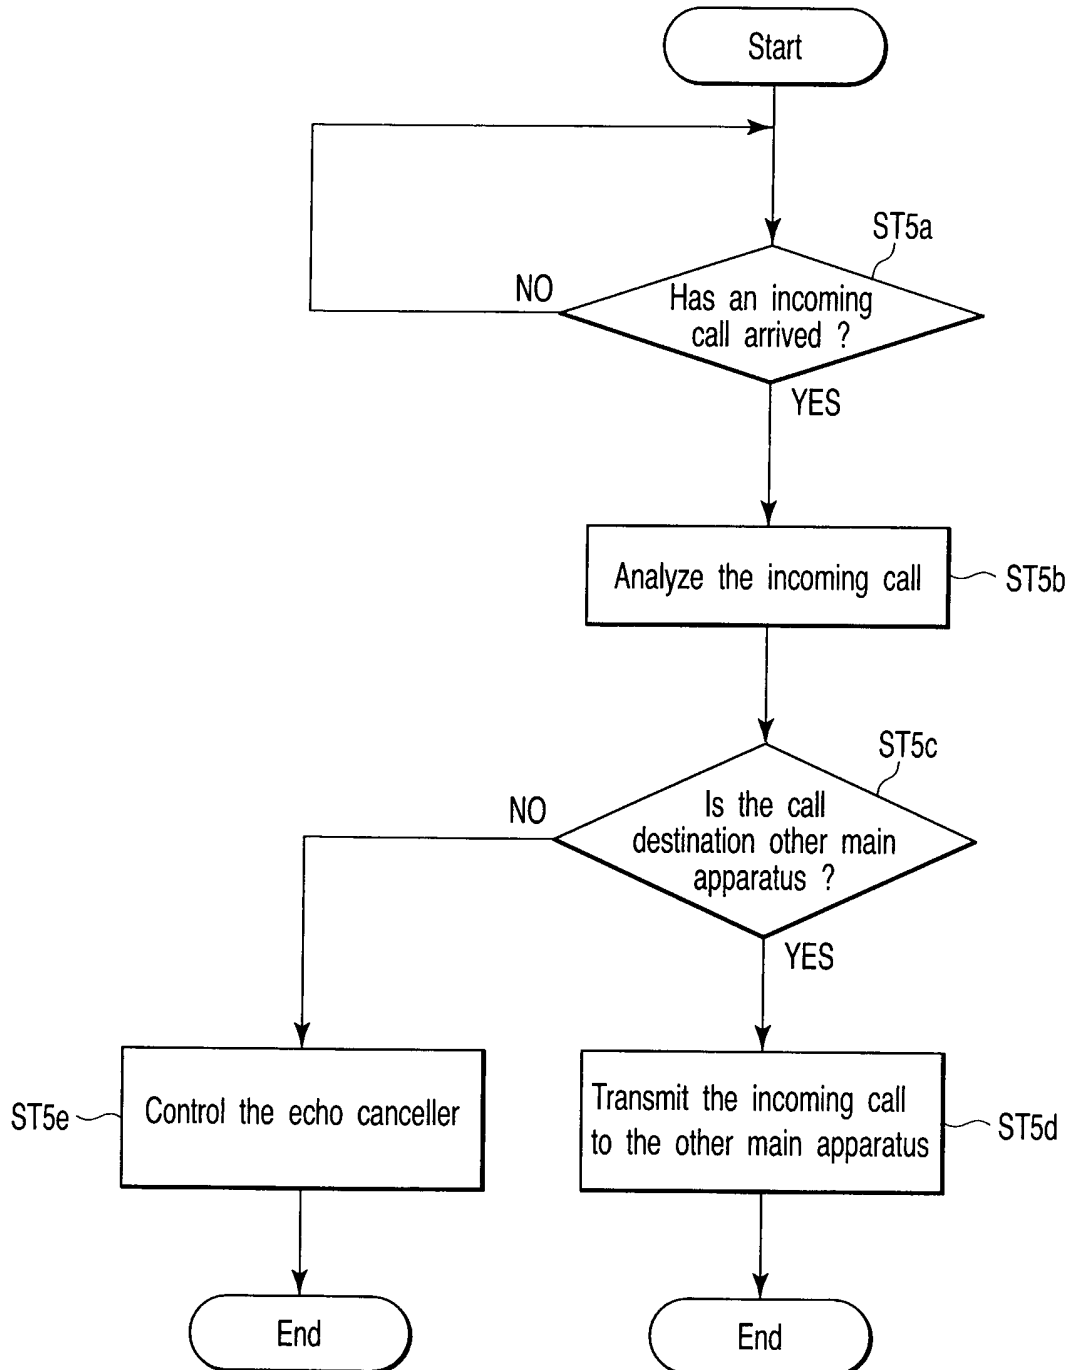 Start
ST5a
NO
Has an incoming
call arrived ?
YES
Analyze the incoming call
ST5b
ST5c
NO
Is the call
destination other main
apparatus ?
YES
ST5e
Control the echo canceller
Transmit the incoming call
to the other main apparatus
ST5d
End
End